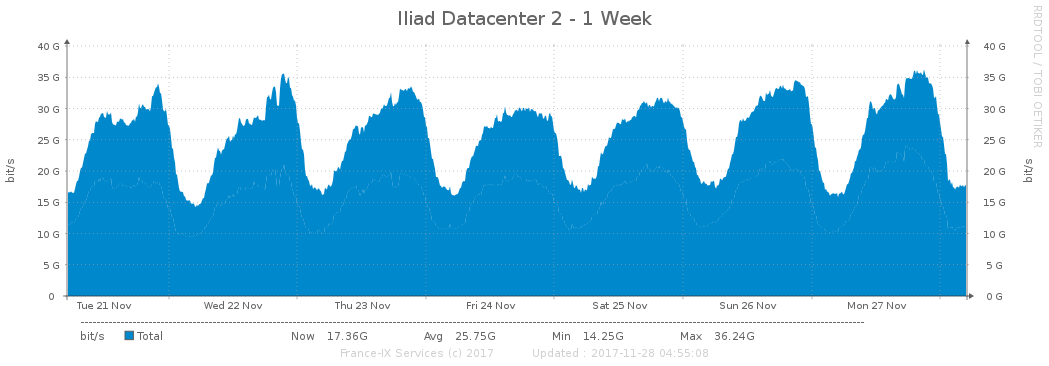 Iliad Datacenter 2 - 1 Week
RRDTOOL / TOBI OETIKER
40 G 40 G
35 G 35 G
30 G 30 G
25 G 25 G
20 G 20 G
15 G 15 G
10 G 10 G
5 G 5 G
0 0 G
bit/s
bit/s
Tue 21 Nov Wed 22 Nov Thu 23 Nov Fri 24 Nov Sat 25 Nov Sun 26 Nov Mon 27 Nov
bit/s Total Now 17.36G Avg 25.75G Min 14.25G Max 36.24G
France-IX Services (c) 2017 Updated : 2017-11-28 04:55:08